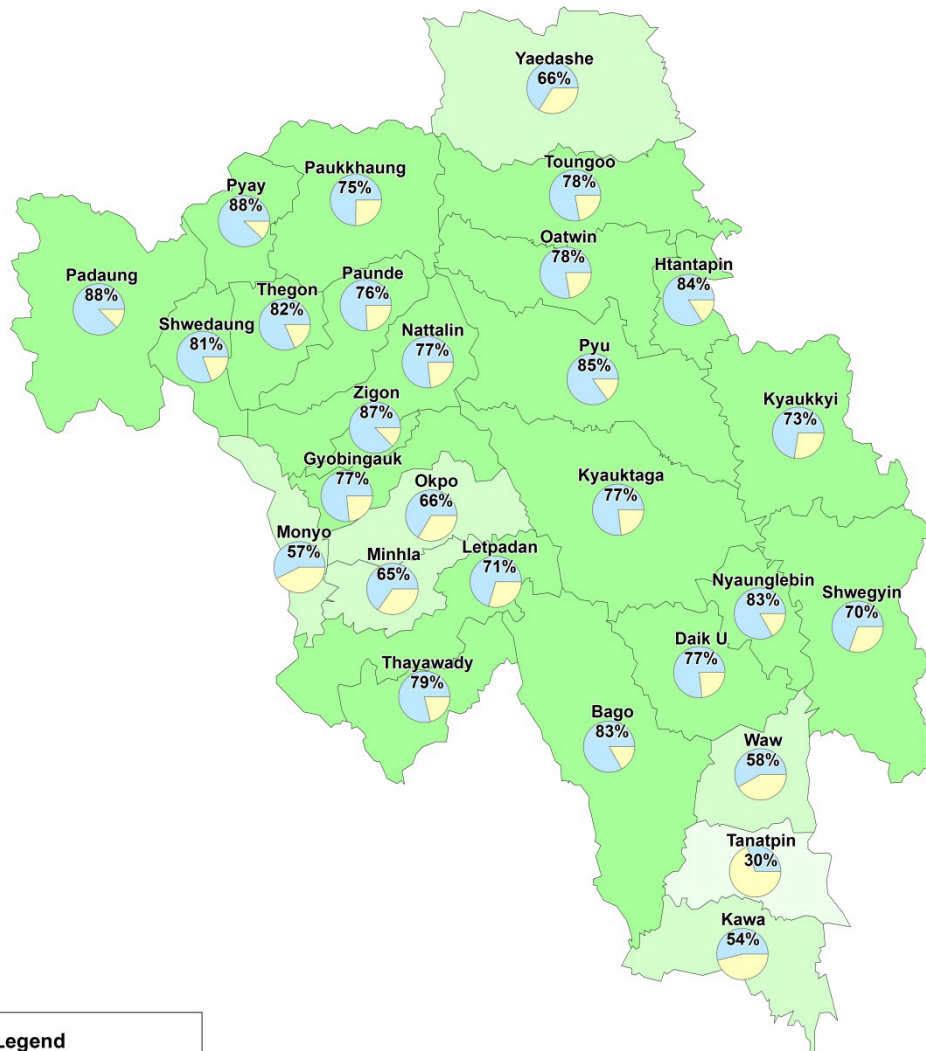 Yaedashe
66%
Paukkhaung
75%
Toungoo
78%
Pyay
88%
Oatwin
78%
Htantapin
84%
Padaung
88%
Paunde
76%
Thegon
82%
Shwedaung
81%
Nattalin
77%
Pyu
85%
Zigon
87%
Kyaukkyi
73%
Gyobingauk
77%
Okpo
66%
Kyauktaga
77%
Monyo
57%
Minhla
65%
Letpadan
71%
Nyaunglebin
83%
Shwegyin
70%
Daik U
77%
Thayawady
79%
Bago
83%
Waw
58%
Tanatpin
30%
Kawa
54%
Legend